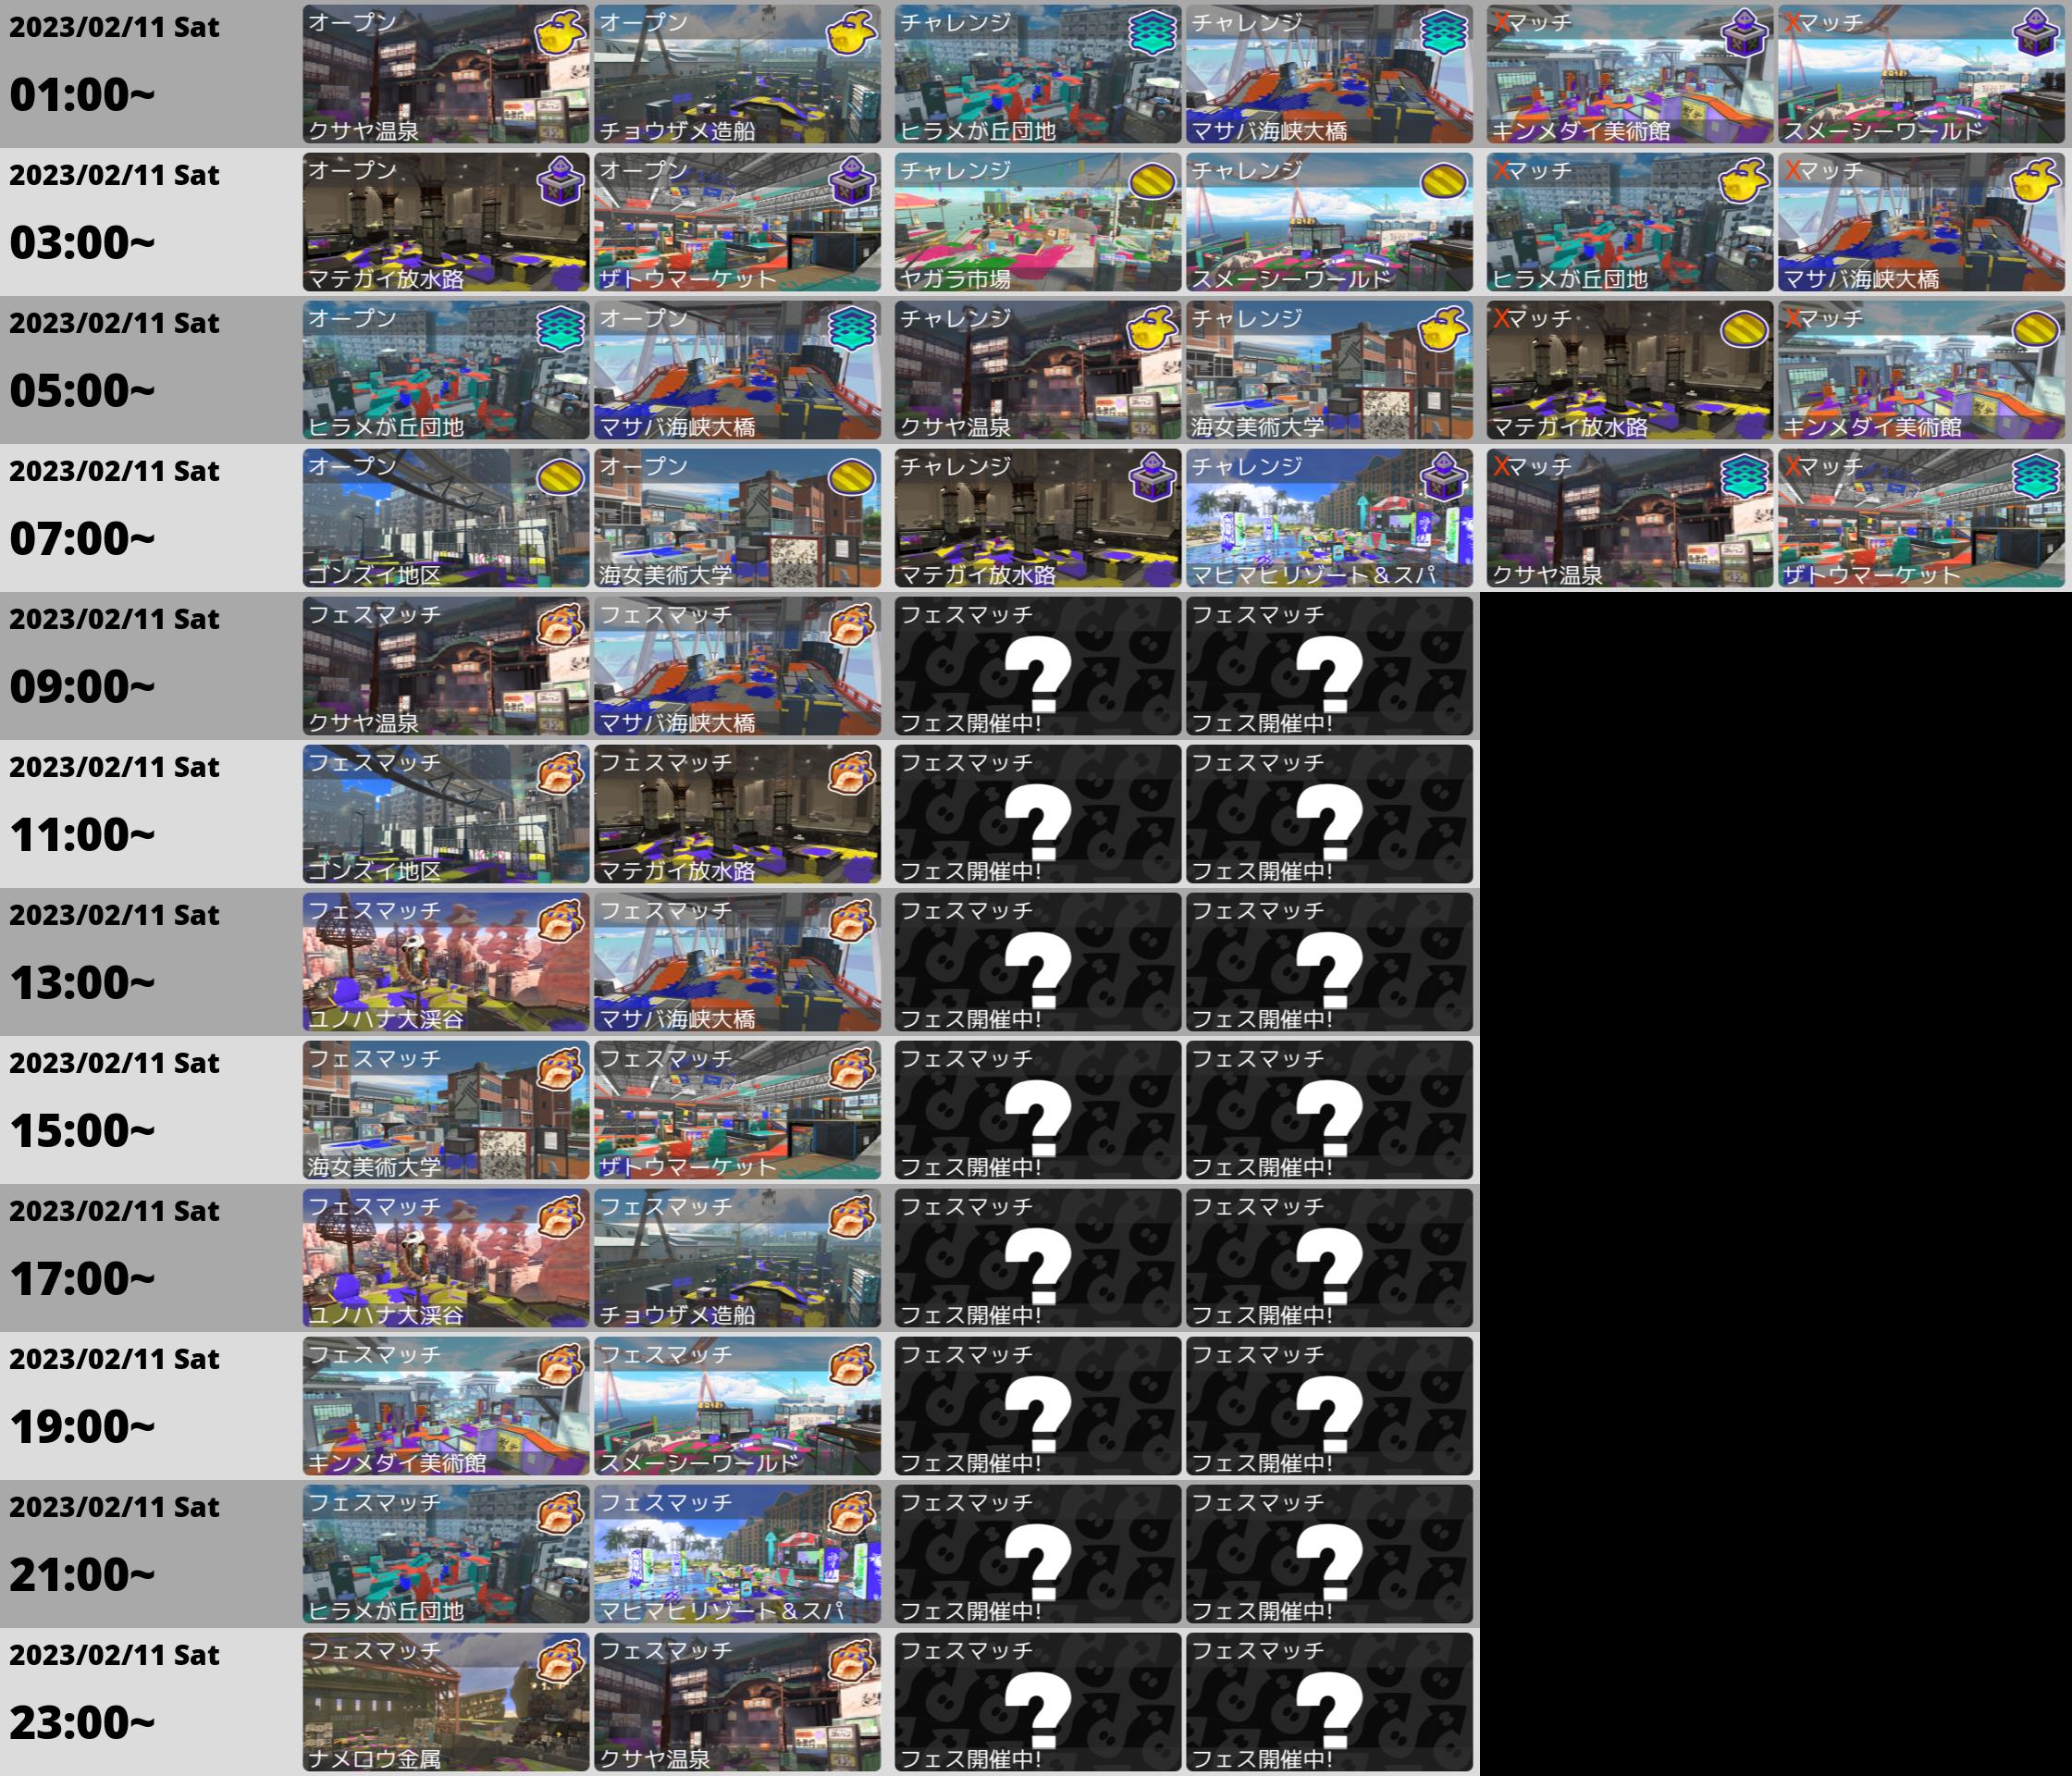 2023/02/11 Sat
01:00~
オープン
クサヤ温泉
オープン
チョウザメ造船
チャレンジ
ヒラメが丘団地
チャレンジ
マサバ海峡大橋
Xマッチ
キンメダイ美術館
Xマッチ
スメーシーワールド
2023/02/11 Sat
03:00~
オープン
マテガイ放水路
オープン
ザトウマーケット
チャレンジ
ヤガラ市場
チャレンジ
スメーシーワールド
Xマッチ
ヒラメが丘団地
Xマッチ
マサバ海峡大橋
2023/02/11 Sat
05:00~
オープン
ヒラメが丘団地
オープン
マサバ海峡大橋
チャレンジ
クサヤ温泉
チャレンジ
海女美術大学
Xマッチ
マテガイ放水路
Xマッチ
キンメダイ美術館
2023/02/11 Sat
07:00~
オープン
ゴンズイ地区
オープン
海女美術大学
チャレンジ
マテガイ放水路
チャレンジ
マヒマヒリゾート＆スパ
Xマッチ
クサヤ温泉
Xマッチ
ザトウマーケット
2023/02/11 Sat
09:00~
フェスマッチ
クサヤ温泉
フェスマッチ
マサバ海峡大橋
フェスマッチ
?
フェス開催中!
フェスマッチ
?
フェス開催中!
2023/02/11 Sat
11:00~
フェスマッチ
ゴンズイ地区
フェスマッチ
マテガイ放水路
フェスマッチ
?
フェス開催中!
フェスマッチ
?
フェス開催中!
2023/02/11 Sat
13:00~
フェスマッチ
ユノハナ大渓谷
フェスマッチ
マサバ海峡大橋
フェスマッチ
?
フェス開催中!
フェスマッチ
?
フェス開催中!
2023/02/11 Sat
15:00~
フェスマッチ
海女美術大学
フェスマッチ
ザトウマーケット
フェスマッチ
?
フェス開催中!
フェスマッチ
?
フェス開催中!
2023/02/11 Sat
17:00~
フェスマッチ
ユノハナ大渓谷
フェスマッチ
チョウザメ造船
フェスマッチ
?
フェス開催中!
フェスマッチ
?
フェス開催中!
2023/02/11 Sat
19:00~
フェスマッチ
キンメダイ美術館
フェスマッチ
スメーシーワールド
フェスマッチ
?
フェス開催中!
フェスマッチ
?
フェス開催中!
2023/02/11 Sat
21:00~
フェスマッチ
ヒラメが丘団地
フェスマッチ
マヒマヒリゾート＆スパ
フェスマッチ
?
フェス開催中!
フェスマッチ
?
フェス開催中!
2023/02/11 Sat
23:00~
フェスマッチ
ナメロウ金属
フェスマッチ
クサヤ温泉
フェスマッチ
?
フェス開催中!
フェスマッチ
?
フェス開催中!